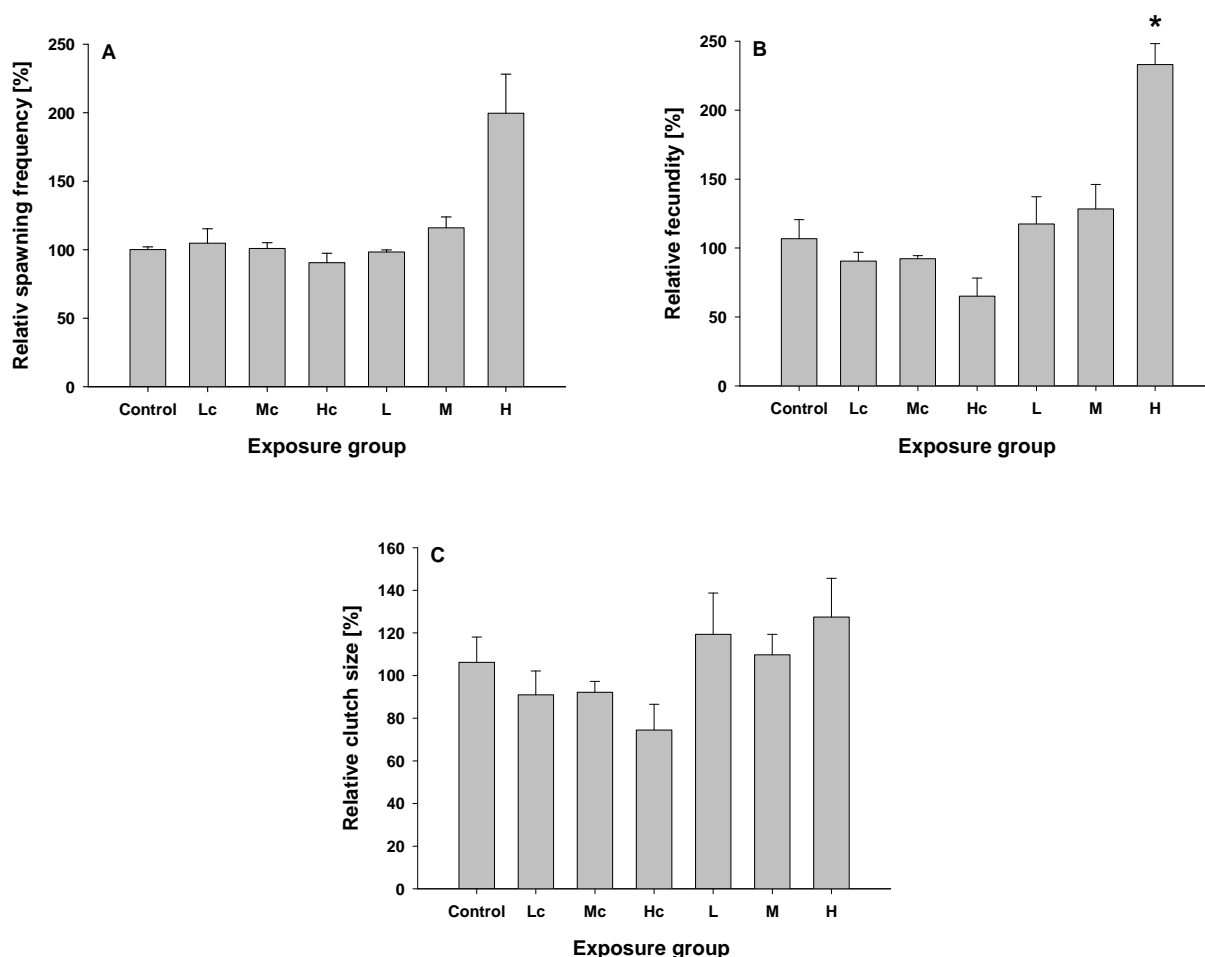 A
Relativ spawning frequency [%]
250
200
150
100
50
0
Control Lc Mc Hc L M H
Exposure group
B
*
Relative fecundity [%]
250
200
150
100
50
0
Control Lc Mc Hc L M H
Exposure group
C
Relative clutch size [%]
160
140
120
100
80
60
40
20
0
Control Lc Mc Hc L M H
Exposure group